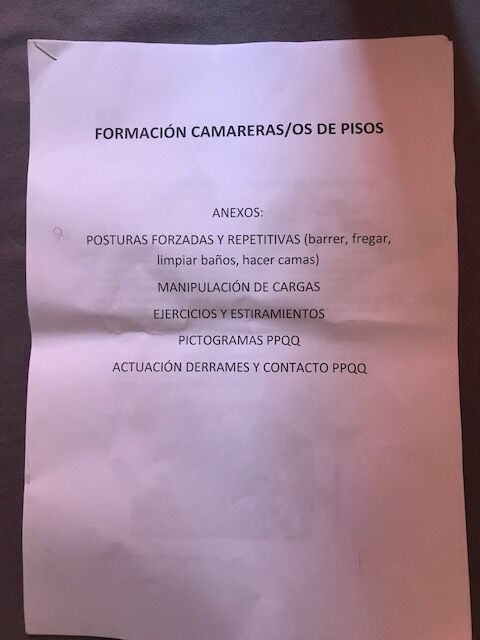 FORMACIÓN CAMARERAS/OS DE PISOS
ANEXOS:
POSTURAS FORZADAS Y REPETITIVAS (barrer, fregar,
limpiar baños, hacer camas)
MANIPULACIÓN DE CARGAS
EJERCICIOS Y ESTIRAMIENTOS
PICTOGRAMAS PPQQ
ACTUACIÓN DERRAMES Y CONTACTO PPQQ